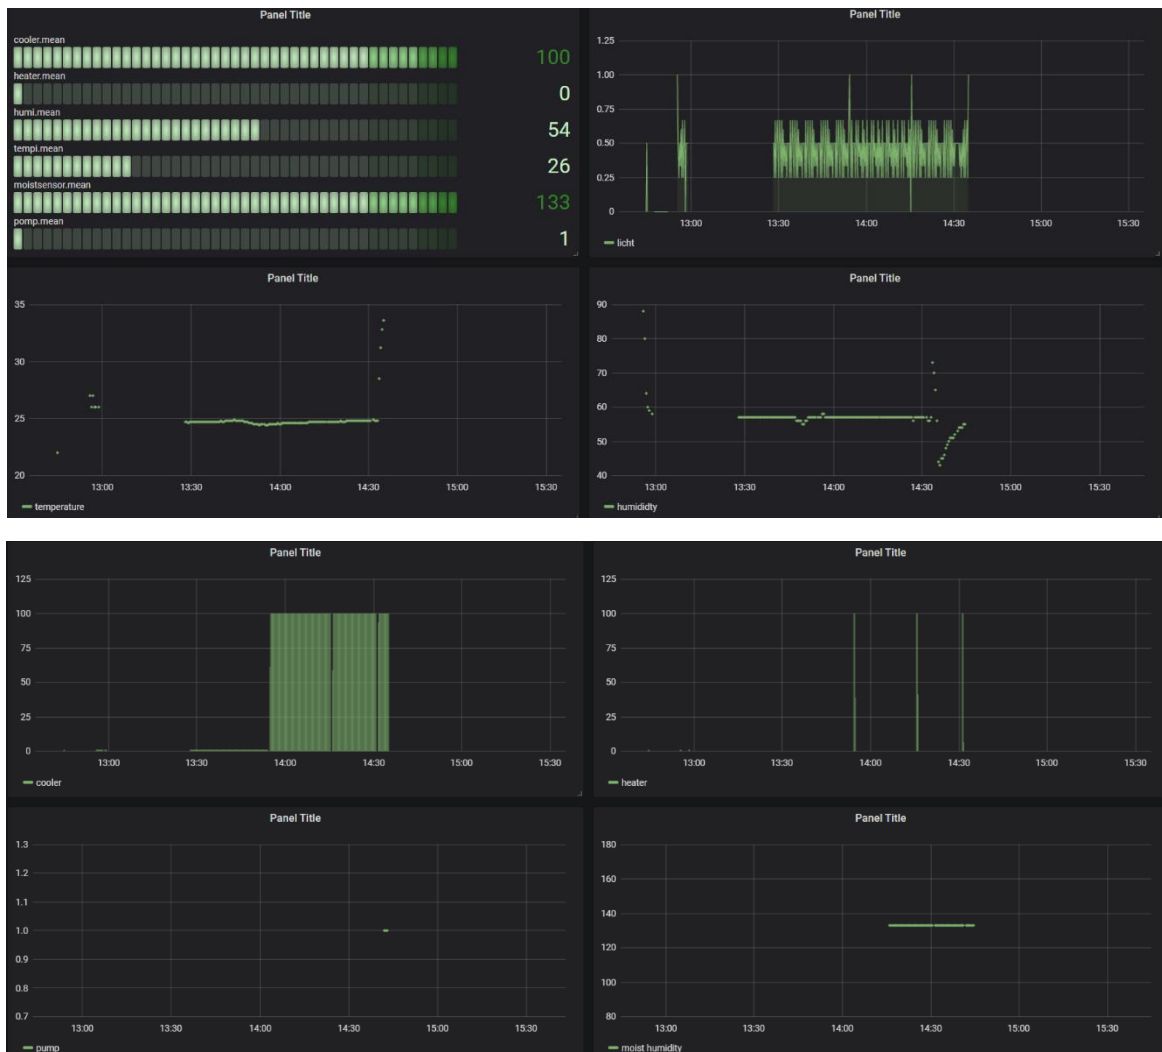 Panel Title
cooler.mean
100
heater.mean
0
humi.mean
54
tempi.mean
26
moistsensor.mean
133
pomp.mean
1
Panel Title
1.25
1.00
0.75
0.50
0.25
0
13:00 13:30 14:00 14:30 15:00 15:30
licht
Panel Title
35
30
25
20
13:00 13:30 14:00 14:30 15:00 15:30
temperature
Panel Title
90
80
70
60
50
40
13:00 13:30 14:00 14:30 15:00 15:30
humididty
Panel Title
125
100
75
50
25
0
13:00 13:30 14:00 14:30 15:00 15:30
cooler
Panel Title
125
100
75
50
25
0
13:00 13:30 14:00 14:30 15:00 15:30
heater
Panel Title
1.3
1.2
1.1
1.0
0.9
0.8
0.7
13:00 13:30 14:00 14:30 15:00 15:30
pump
Panel Title
180
160
140
120
100
80
13:00 13:30 14:00 14:30 15:00 15:30
moist humidity